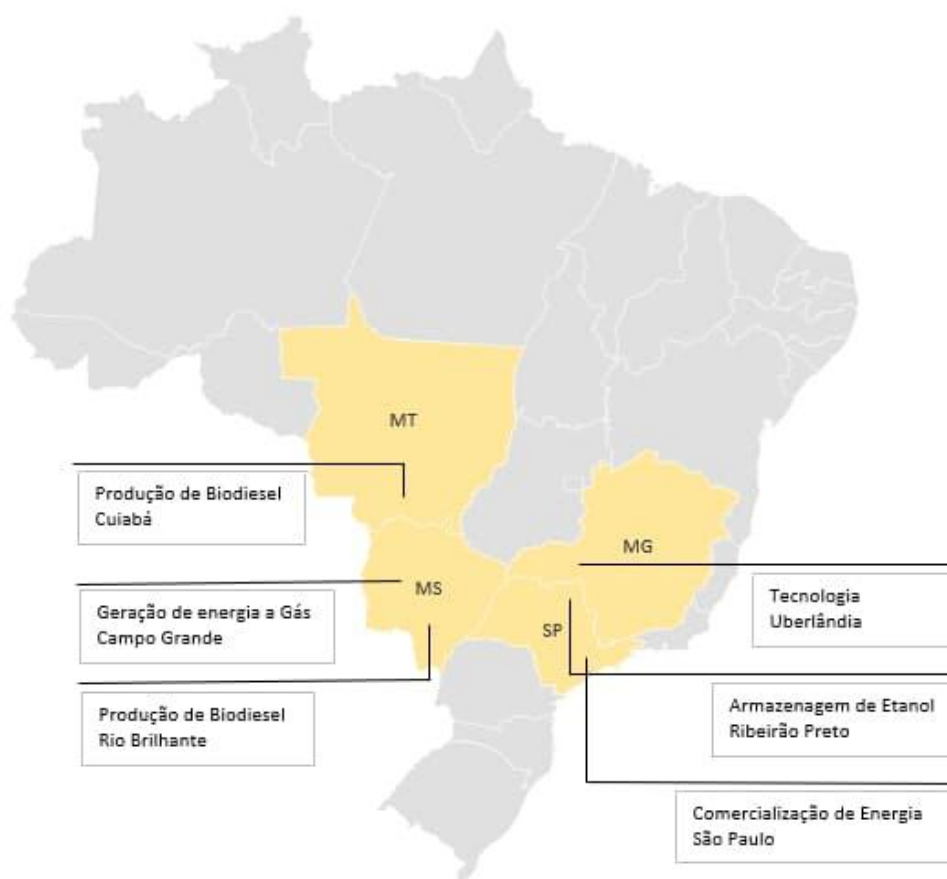 MT
Produção de Biodiesel
Cuiabá
MG
MS
Tecnologia
Uberlândia
Geração de energia a Gás
Campo Grande
SP
Armazenagem de Etanol
Ribeirão Preto
Produção de Biodiesel
Rio Brilhante
Comercialização de Energia
São Paulo